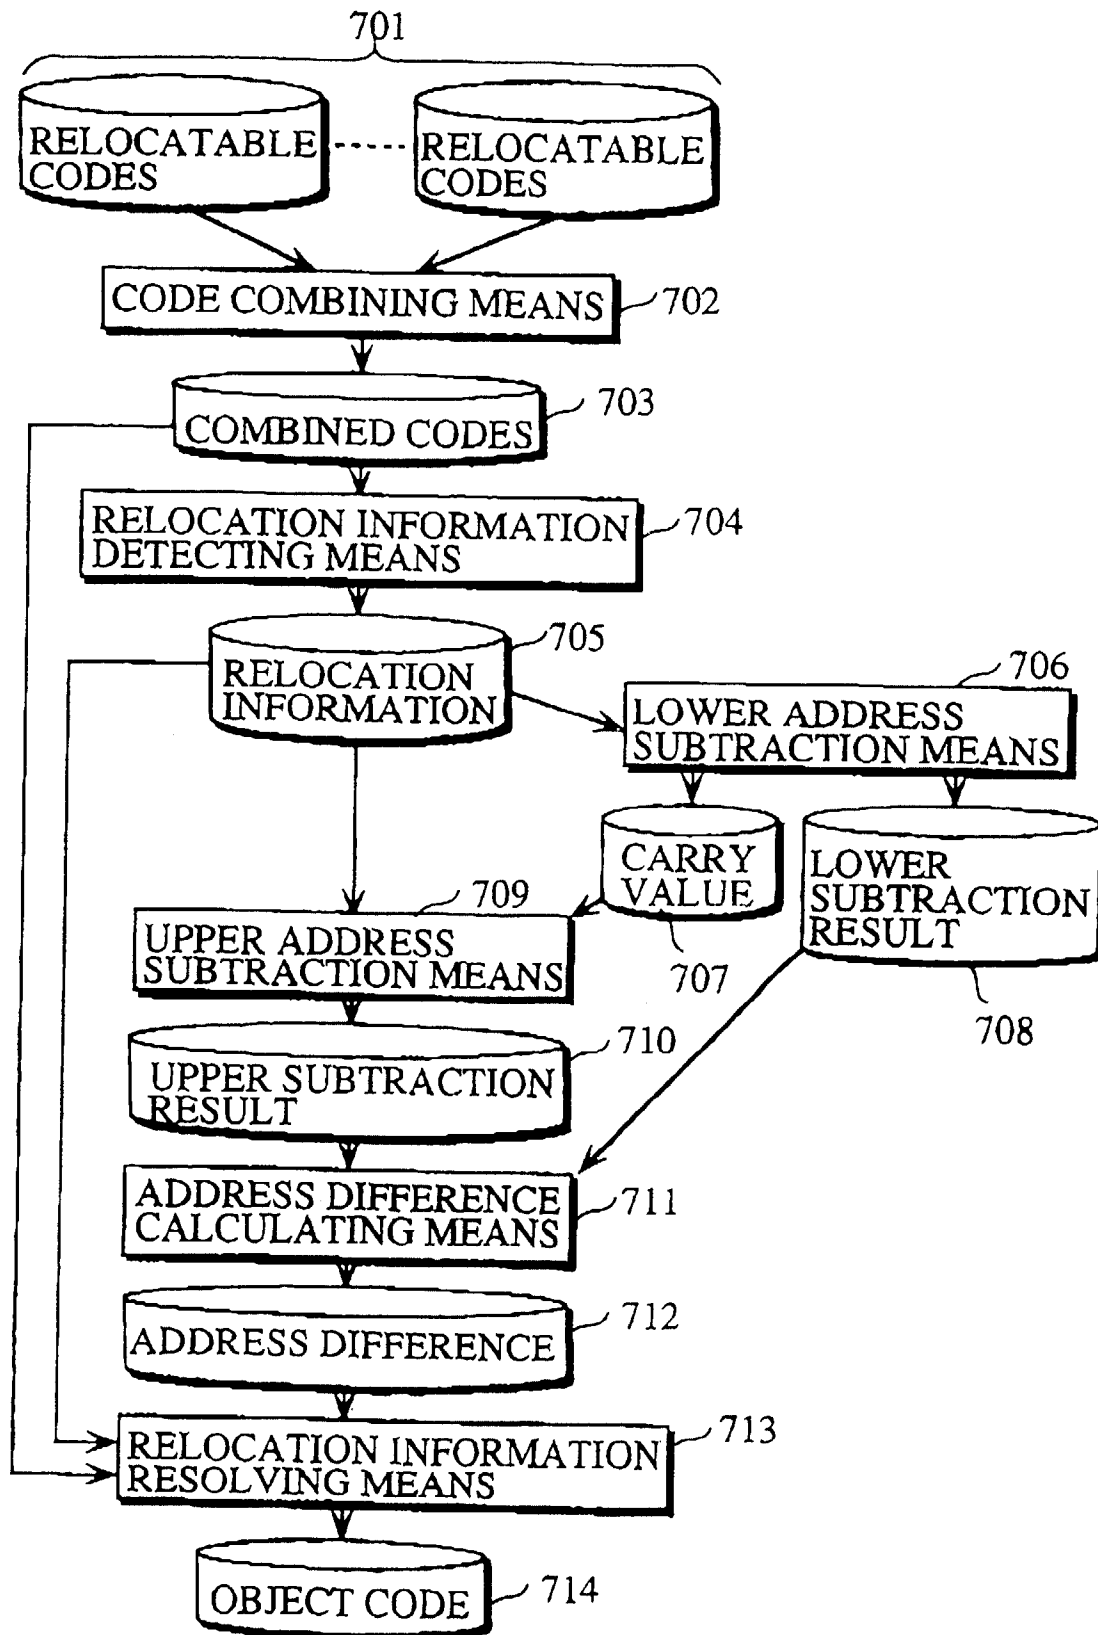 701
RELOCATABLE
CODES
RELOCATABLE
CODES
CODE COMBINING MEANS
702
703
COMBINED CODES
RELOCATION INFORMATION
DETECTING MEANS
704
705
RELOCATION
INFORMATION
706
LOWER ADDRESS
SUBTRACTION MEANS
CARRY
VALUE
707
LOWER
SUBTRACTION
RESULT
708
709
UPPER ADDRESS
SUBTRACTION MEANS
710
UPPER SUBTRACTION
RESULT
ADDRESS DIFFERENCE
CALCULATING MEANS
711
712
ADDRESS DIFFERENCE
713
RELOCATION INFORMATION
RESOLVING MEANS
OBJECT CODE
714